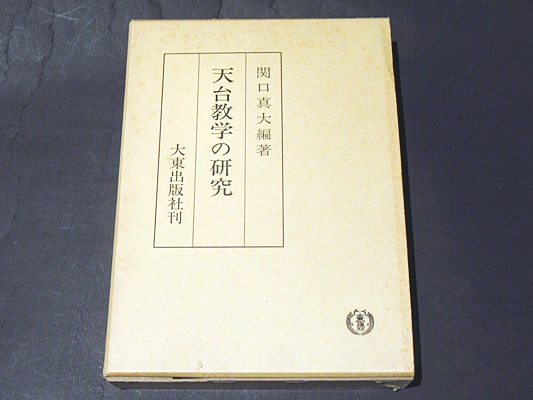 関口真大編著
天台教学の研究
大東出版社刊